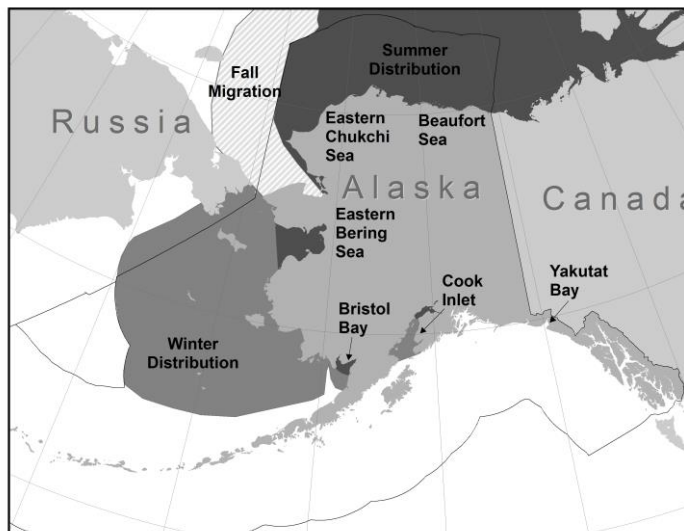 Summer
Distribution
Fall
Migration
Russia
Eastern
Chukchi
Sea
Beaufort
Sea
Alaska
Canada
Eastern
Bering
Sea
Cook
Inlet
Yakutat
Bay
Bristol
Bay
Winter
Distribution